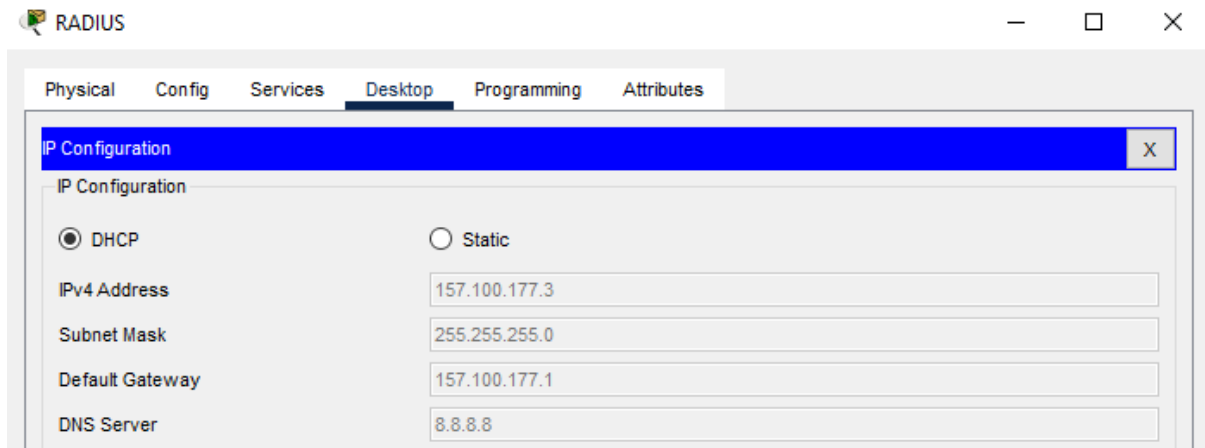 RADIUS
Physical Config Services Desktop Programming Attributes
IP Configuration X
IP Configuration
DHCP Static
IPv4 Address 157.100.177.3
Subnet Mask 255.255.255.0
Default Gateway 157.100.177.1
DNS Server 8.8.8.8